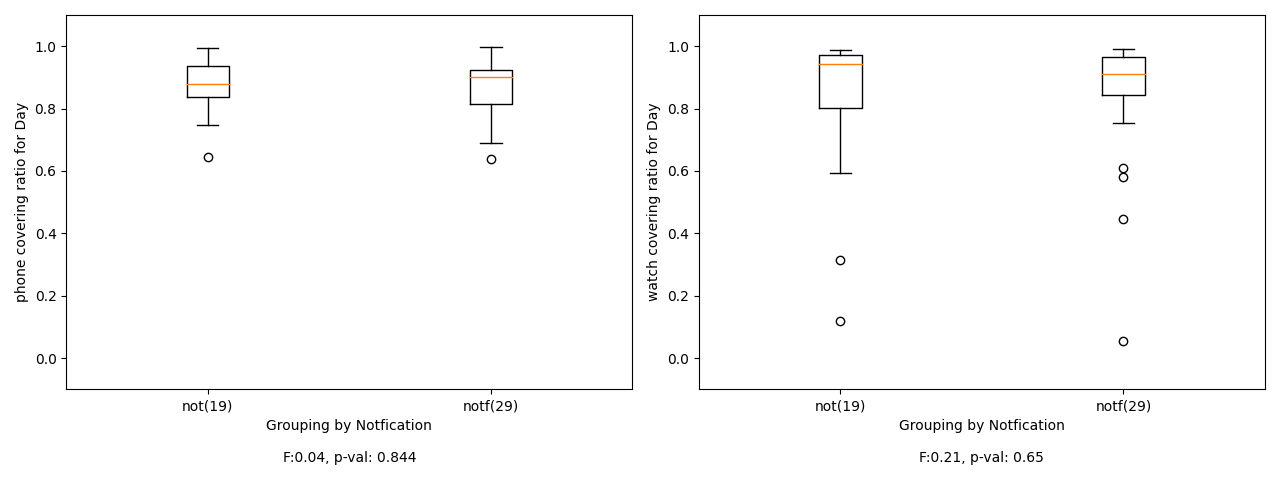 phone covering ratio for Day
1.0
0.8
0.6
0.4
0.2
0.0
not(19)
notf(29)
Grouping by Notfication
F:0.04, p-val: 0.844
watch covering ratio for Day
1.0
0.8
0.6
0.4
0.2
0.0
not(19)
notf(29)
Grouping by Notfication
F:0.21, p-val: 0.65